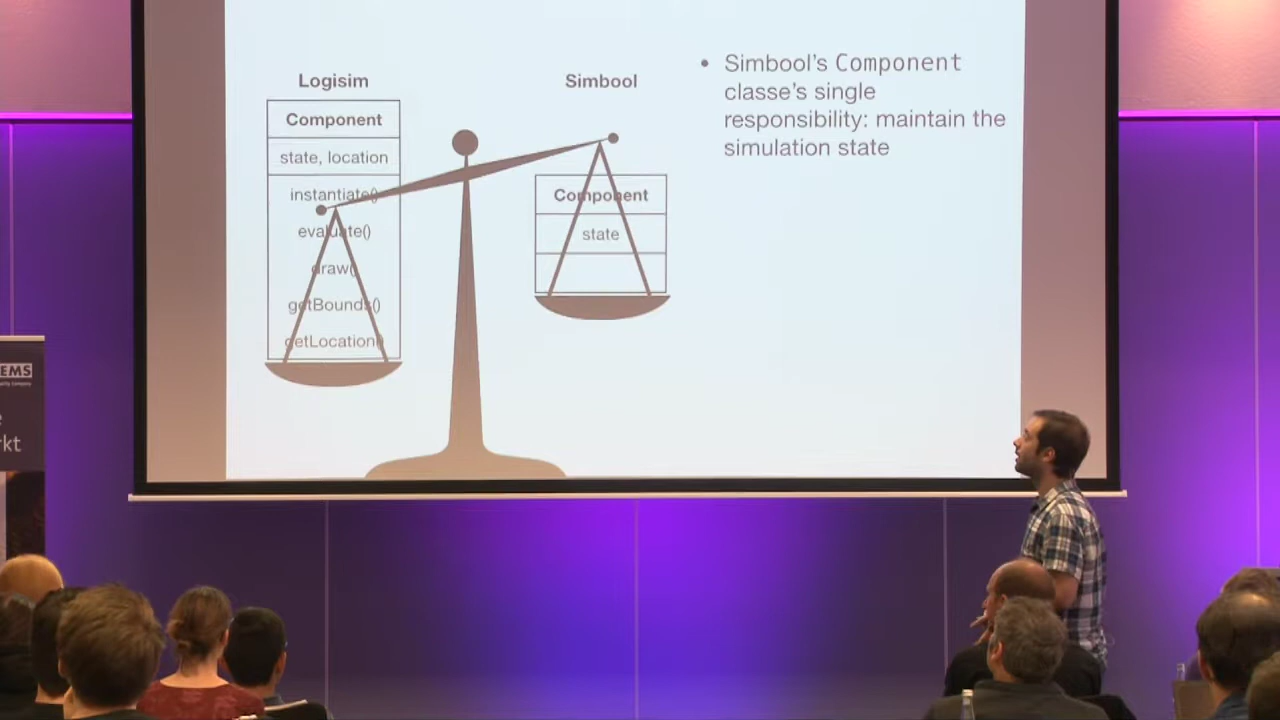 Logisim
Component
state, location
instantiate()
evaluate()
draw()
getBounds()
getLocation()
Simbool
Component
state
• Simbool's Component
classe's single
responsibility: maintain the
simulation state
EMS
e
rkt